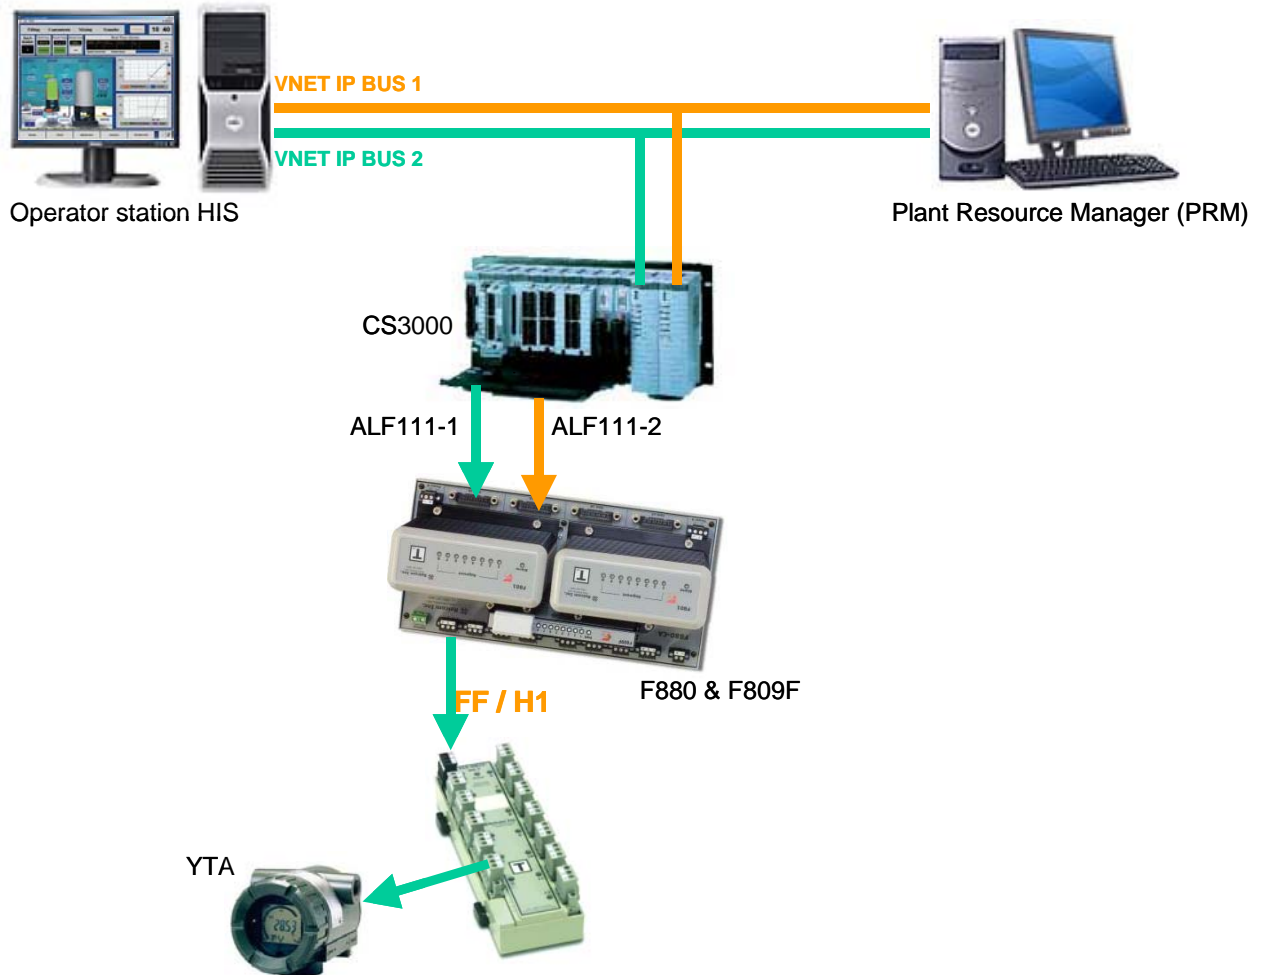 VNET IP BUS 1
VNET IP BUS 2
Operator station HIS
Plant Resource Manager (PRM)
CS3000
ALF111-1
ALF111-2
F880 & F809F
FF / H1
YTA
2853